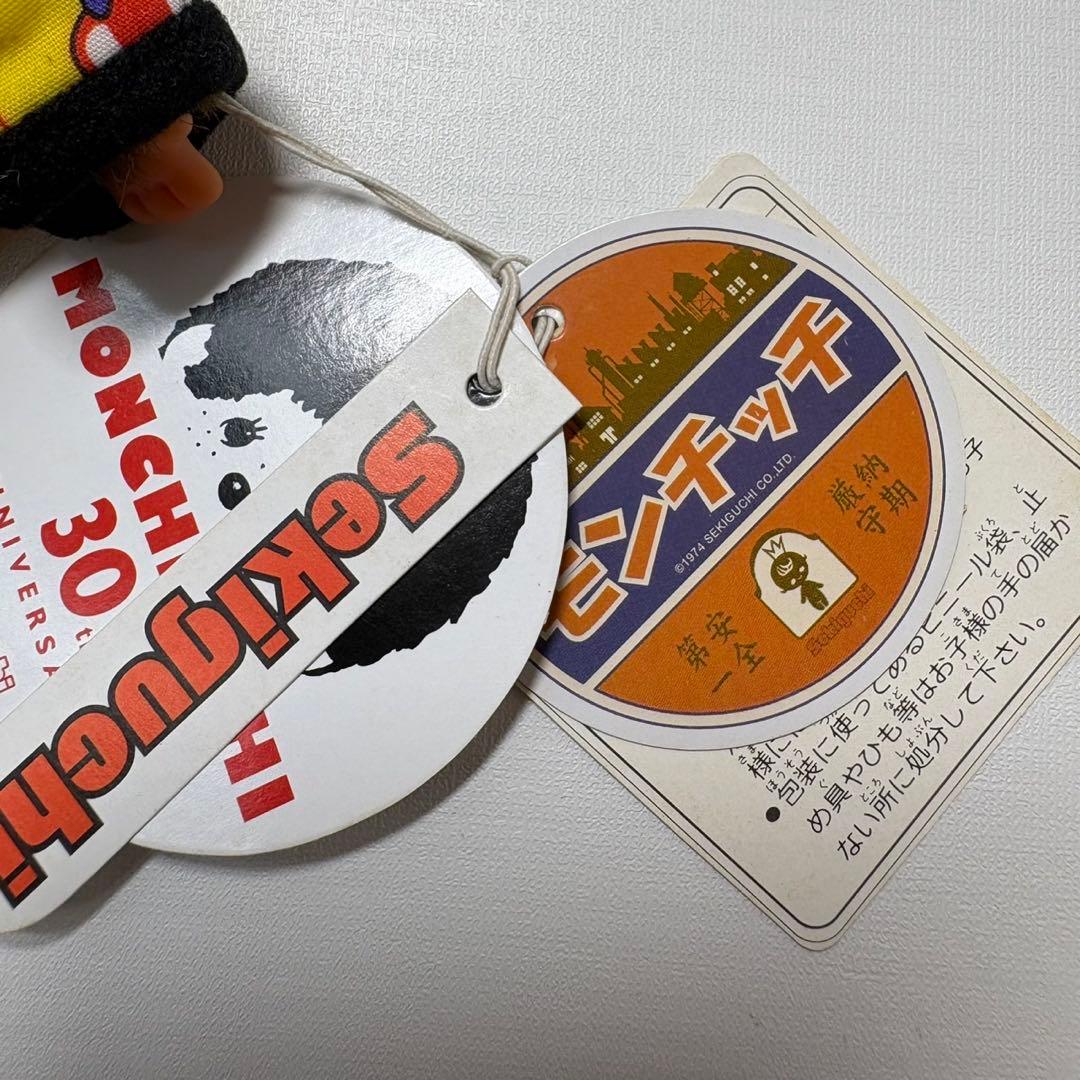 MONCHHI
30th
Sekiguchi
モンチッチ
©1974 SEKIGUCHI CO.,LTD.
納期
厳守
安全
第一
Sekiguchi
包装に使ってあるビニール袋、止
め具やひも等はお子様の手の届か
ない所に処分して下さい。